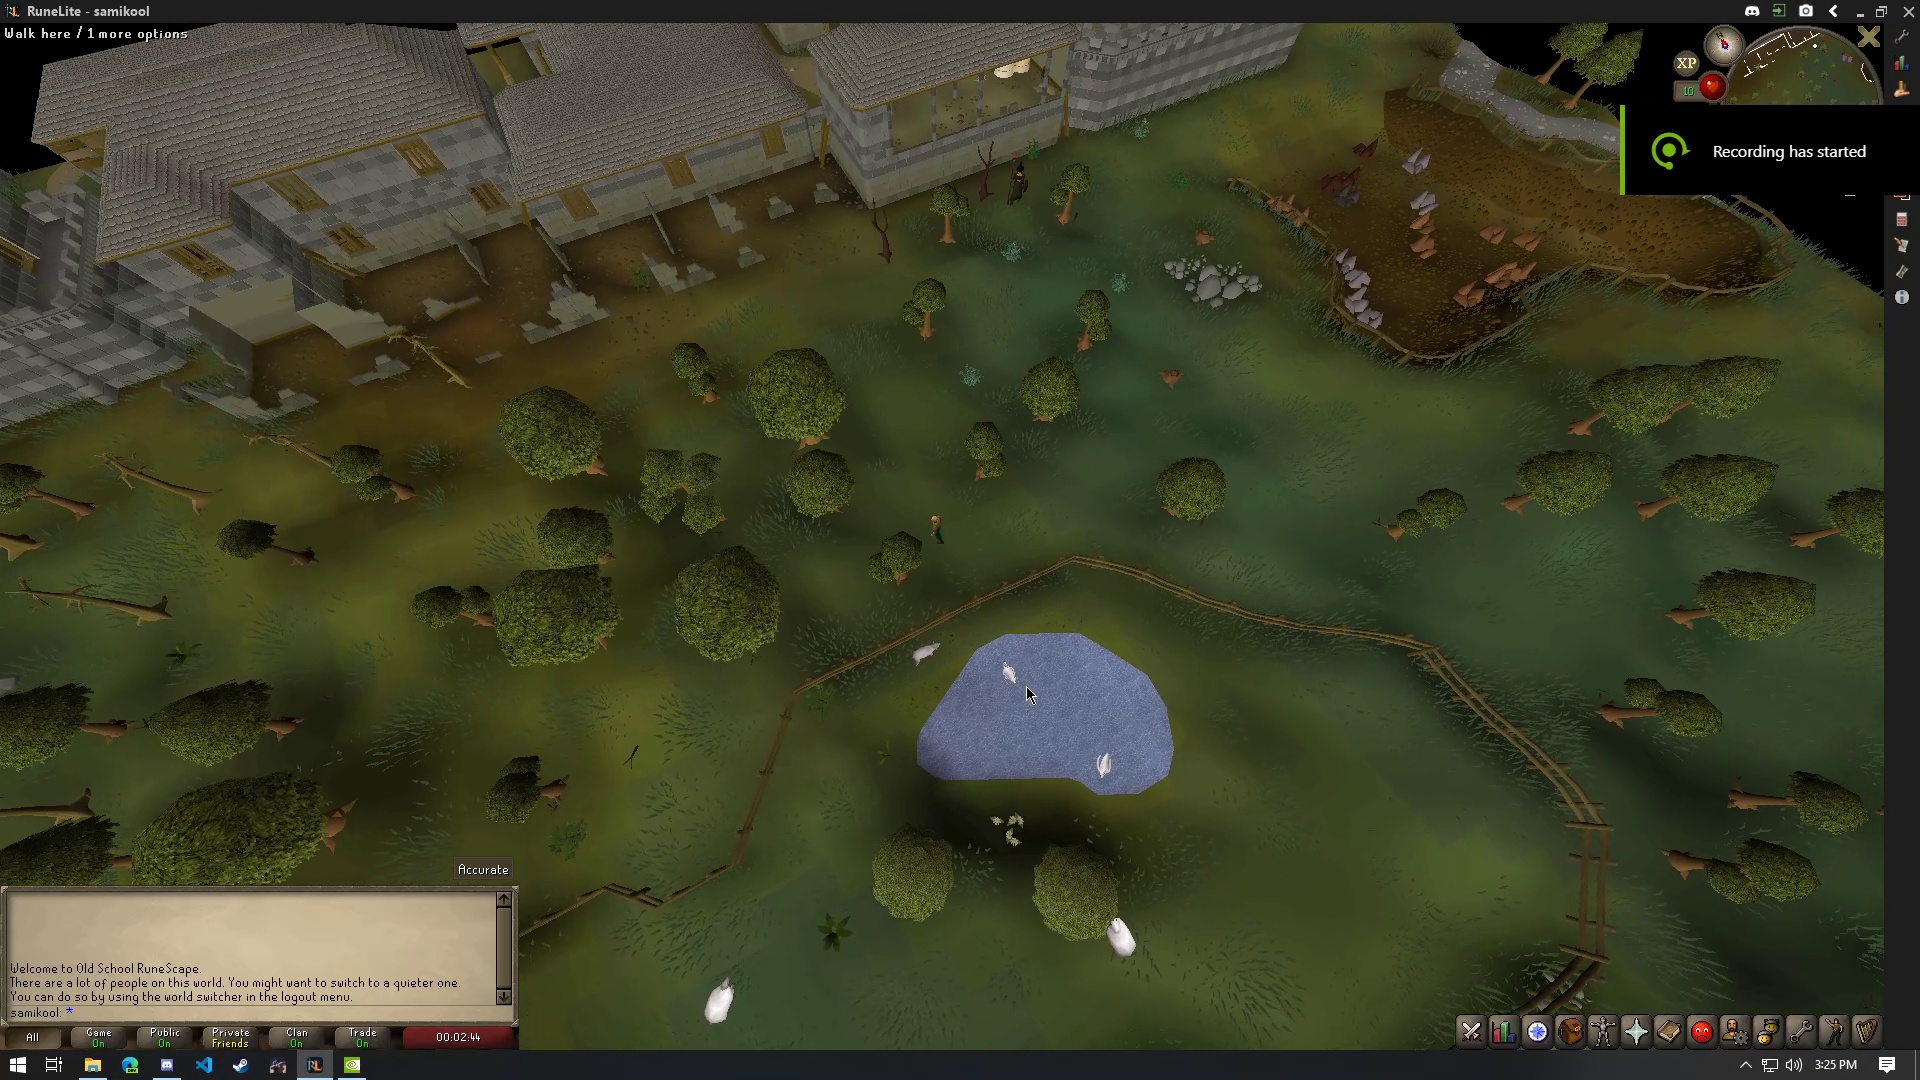 RuneLite - samikool
Walk here / 1 more options
XP
10
Recording has started
Accurate
Welcome to Old School RuneScape.
There are a lot of people on this world. You might want to switch to a quieter one.
You can do so by using the world switcher in the logout menu.
samikool: *
All
Game
On
Public
On
Private
Friends
Clan
On
Trade
On
00:02:44
3:25 PM